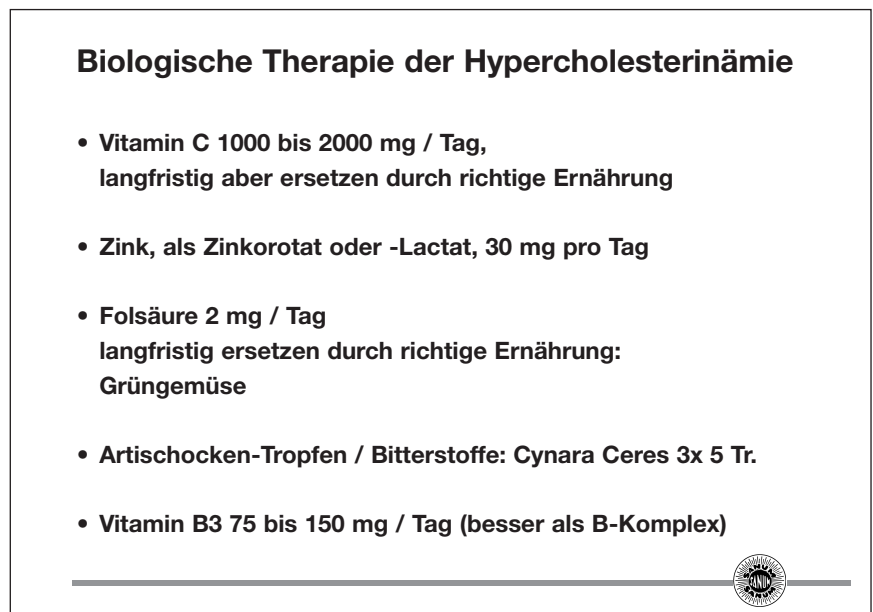 Biologische Therapie der Hypercholesterinämie
• Vitamin C 1000 bis 2000 mg / Tag,
langfristig aber ersetzen durch richtige Ernährung
• Zink, als Zinkorotat oder -Lactat, 30 mg pro Tag
• Folsäure 2 mg / Tag
langfristig ersetzen durch richtige Ernährung:
Grüngemüse
• Artischocken-Tropfen / Bitterstoffe: Cynara Ceres 3x 5 Tr.
• Vitamin B3 75 bis 150 mg / Tag (besser als B-Komplex)
SANUM
SANUM